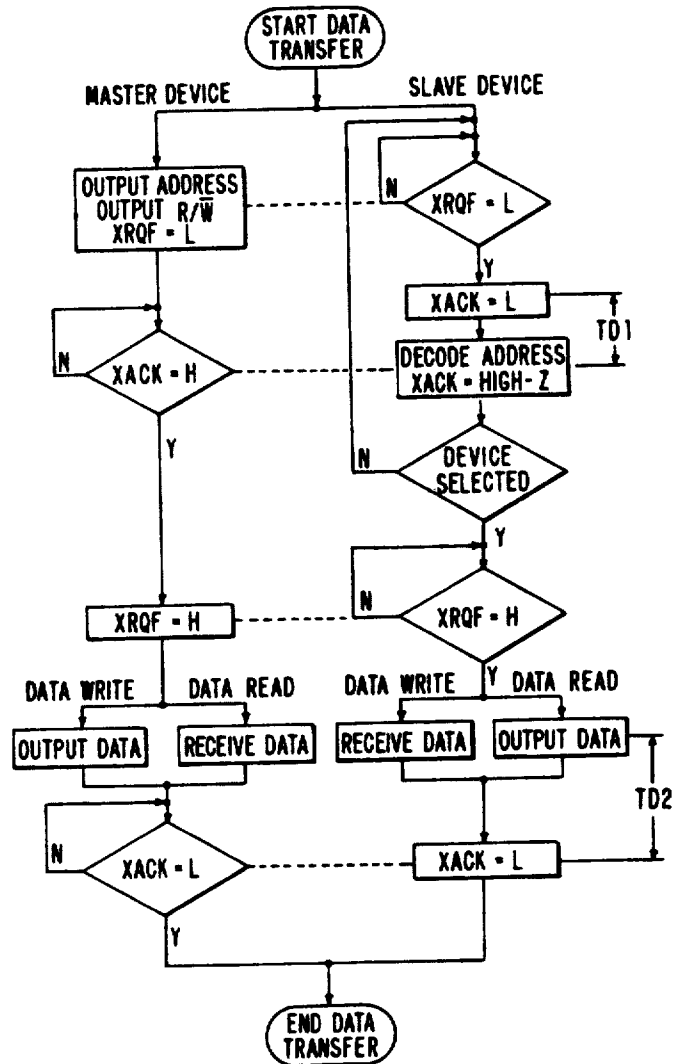 START DATA
TRANSFER
MASTER DEVICE
SLAVE DEVICE
OUTPUT ADDRESS
OUTPUT R/W̅
XRQF = L
N
XRQF = L
Y
XACK = L
TD1
N
XACK = H
DECODE ADDRESS
XACK = HIGH-Z
Y
N
DEVICE
SELECTED
Y
XRQF = H
N
XRQF = H
Y
DATA WRITE
DATA READ
DATA WRITE
DATA READ
OUTPUT DATA
RECEIVE DATA
RECEIVE DATA
OUTPUT DATA
TD2
N
XACK = L
XACK = L
Y
END DATA
TRANSFER